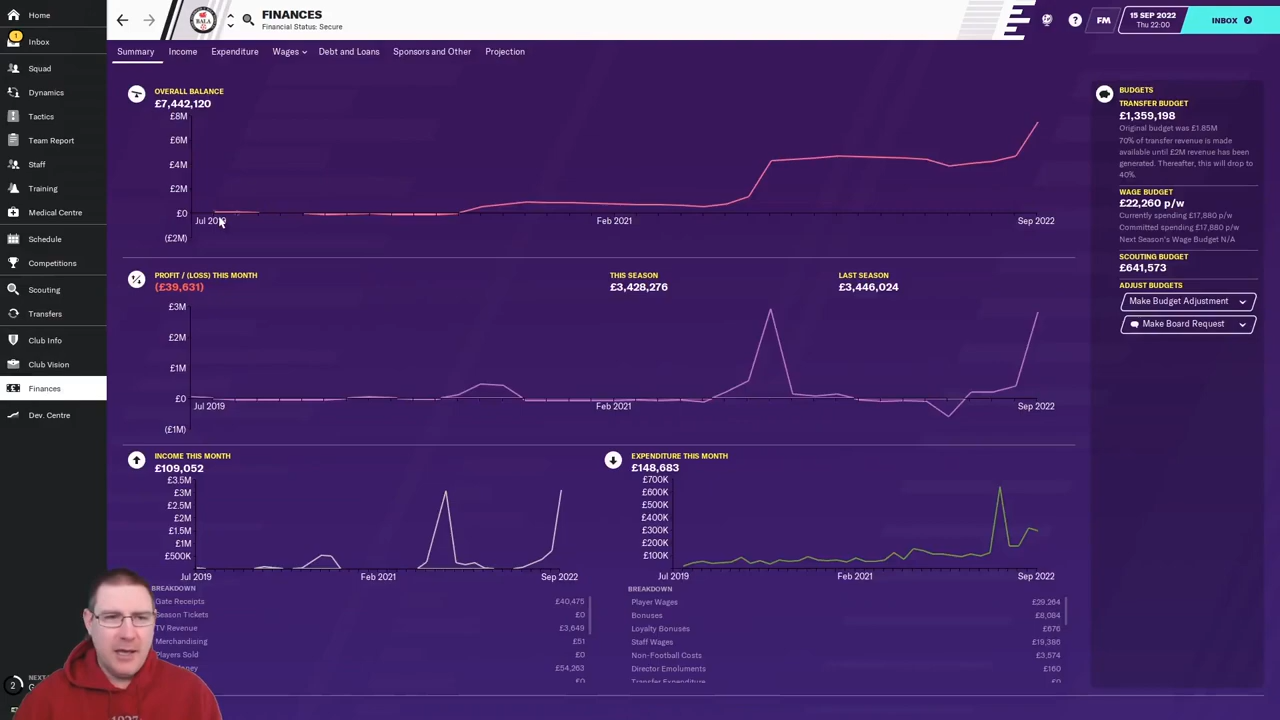 FINANCES
Financial Status: Secure
FM
15 SEP 2022
Thu 22:00
INBOX
BALA
Home
1
Inbox
Squad
Dynamics
Tactics
Team Report
Staff
Training
Medical Centre
Schedule
Competitions
Scouting
Transfers
Club Info
Club Vision
Finances
Dev. Centre
2
Summary
Income
Expenditure
Wages
Debt and Loans
Sponsors and Other
Projection
OVERALL BALANCE
£7,442,120
£8M
£6M
£4M
£2M
£0
(£2M)
Jul 2019
Feb 2021
Sep 2022
PROFIT / (LOSS) THIS MONTH
(£39,631)
THIS SEASON
£3,428,276
LAST SEASON
£3,446,024
£3M
£2M
£1M
£0
(£1M)
Jul 2019
Feb 2021
Sep 2022
INCOME THIS MONTH
£109,052
£3.5M
£3M
£2.5M
£2M
£1.5M
£1M
£500K
Jul 2019
Feb 2021
Sep 2022
BREAKDOWN
Gate Receipts £40,475
Season Tickets £0
TV Revenue £3,649
Merchandising £51
Players Sold £0
£54,263
£0
EXPENDITURE THIS MONTH
£148,683
£700K
£600K
£500K
£400K
£300K
£200K
£100K
Jul 2019
Feb 2021
Sep 2022
BREAKDOWN
Player Wages £29,264
Bonuses £8,084
Loyalty Bonuses £676
Staff Wages £19,386
Non-Football Costs £3,574
Director Emoluments £160
Transfer Expenditure £0
BUDGETS
TRANSFER BUDGET
£1,359,198
Original budget was £1.85M
70% of transfer revenue is made
available until £2M revenue has been
generated. Thereafter, this will drop to
40%.
WAGE BUDGET
£22,260 p/w
Currently spending £17,880 p/w
Committed spending £17,880 p/w
Next Season's Wage Budget N/A
SCOUTING BUDGET
£641,573
ADJUST BUDGETS
Make Budget Adjustment
Make Board Request